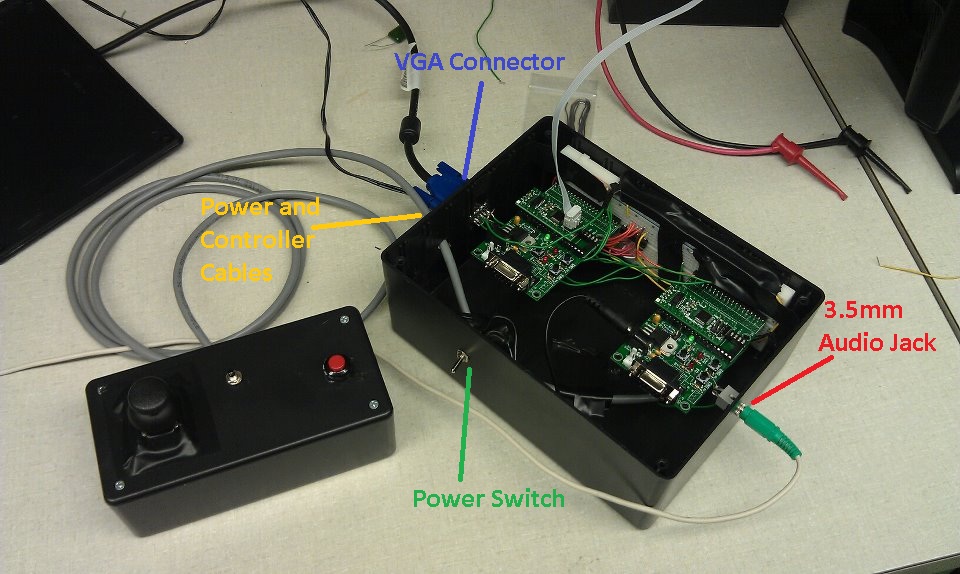 VGA Connector
Power and
Controller
Cables
3.5mm
Audio Jack
Power Switch